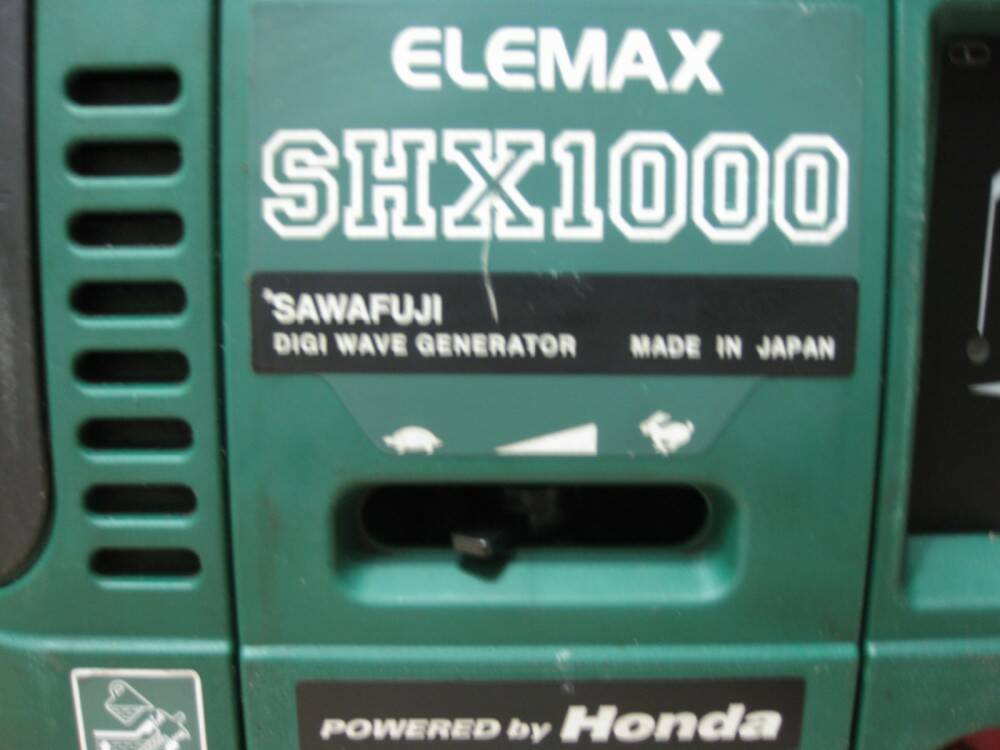 ELEMAX
SHX1000
SAWAFUJI
DIGI WAVE GENERATOR MADE IN JAPAN
POWERED by Honda